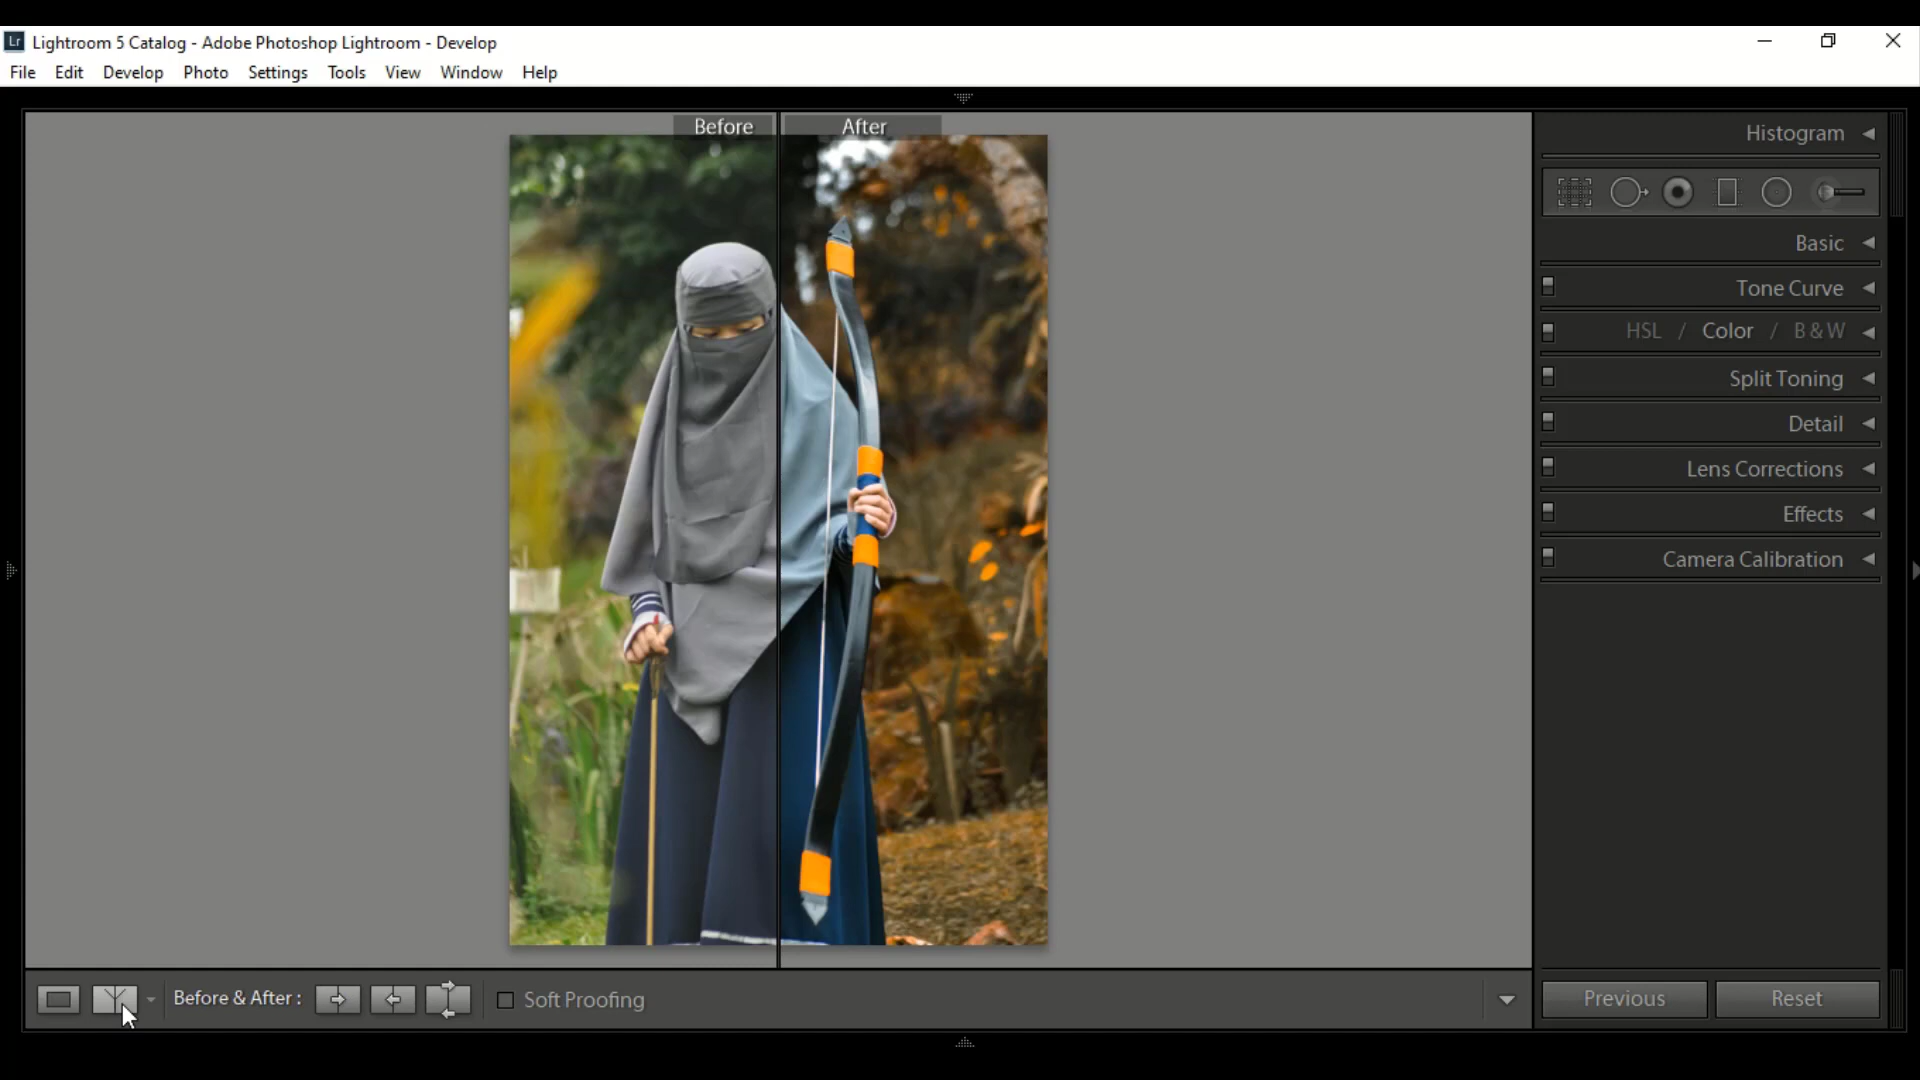 Lr Lightroom 5 Catalog - Adobe Photoshop Lightroom - Develop
File Edit Develop Photo Settings Tools View Window Help
Before After
Histogram
Basic
Tone Curve
HSL / Color / B & W
Split Toning
Detail
Lens Corrections
Effects
Camera Calibration
Before & After : Soft Proofing
Previous Reset